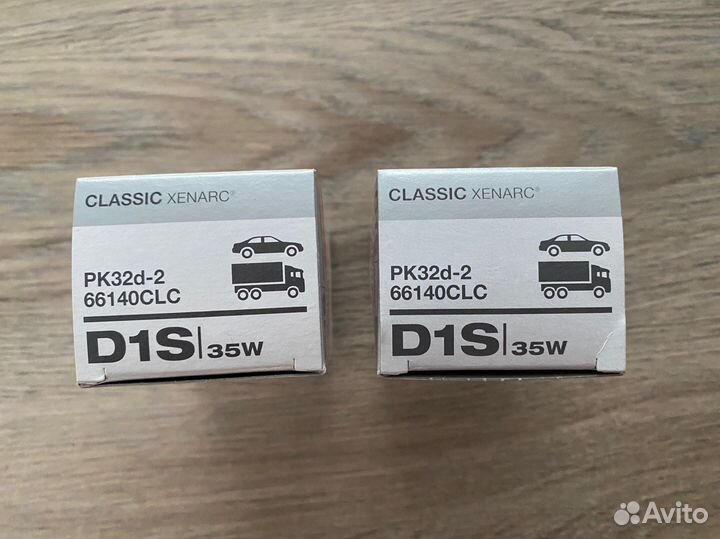 CLASSIC XENARC®
PK32d-2
66140CLC
D1S 35W
CLASSIC XENARC®
PK32d-2
66140CLC
D1S 35W
Avito